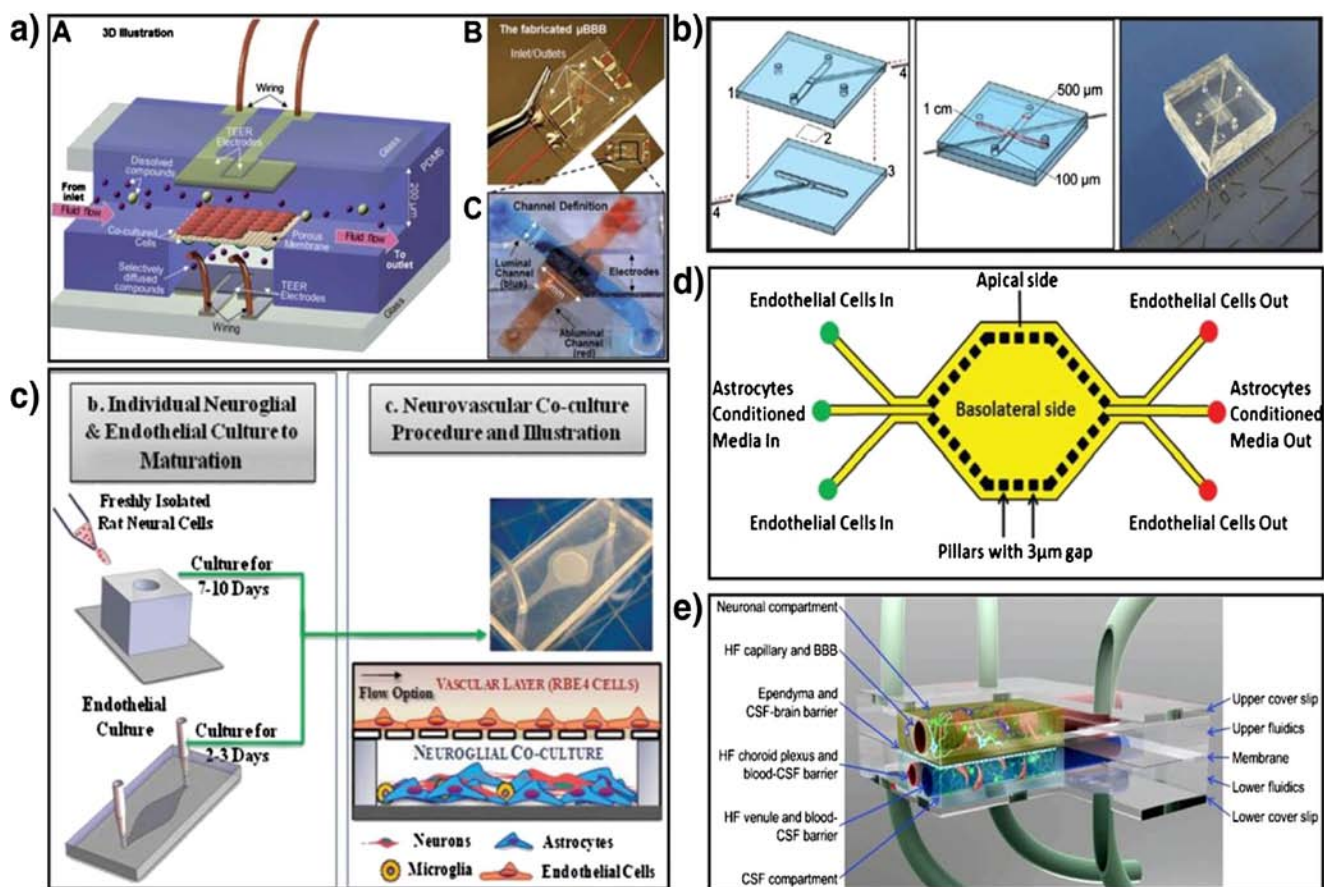 a)
A
3D Illustration
Wiring
TEER
Electrodes
Glass
PDMS
Dissolved
compounds
200 µm
From
inlet
Fluid flow
Co-cultured
Cells
Porous
Membrane
Fluid flow
To
outlet
Selectively
diffused
compounds
TEER
Electrodes
Glass
Wiring
B
The fabricated µBBB
Inlet/Outlets
C
Channel Definition
Luminal
Channel
(blue)
Electrodes
Abluminal
Channel
(red)
b)
1
4
2
3
4
1 cm
500 µm
100 µm
c)
b. Individual Neuroglial
& Endothelial Culture to
Maturation
Freshly Isolated
Rat Neural Cells
Culture for
7-10 Days
Endothelial
Culture
Culture for
2-3 Days
c. Neurovascular Co-culture
Procedure and Illustration
Flow Option
VASCULAR LAYER (RBE4 CELLS)
NEUROGLIAL CO-CULTURE
Neurons
Astrocytes
Microglia
Endothelial Cells
d)
Apical side
Endothelial Cells In
Endothelial Cells Out
Astrocytes
Conditioned
Media In
Basolateral side
Astrocytes
Conditioned
Media Out
Endothelial Cells In
Endothelial Cells Out
Pillars with 3µm gap
e)
Neuronal compartment
HF capillary and BBB
Ependyma and
CSF-brain barrier
HF choroid plexus and
blood-CSF barrier
HF venule and blood-
CSF barrier
CSF compartment
Upper cover slip
Upper fluidics
Membrane
Lower fluidics
Lower cover slip